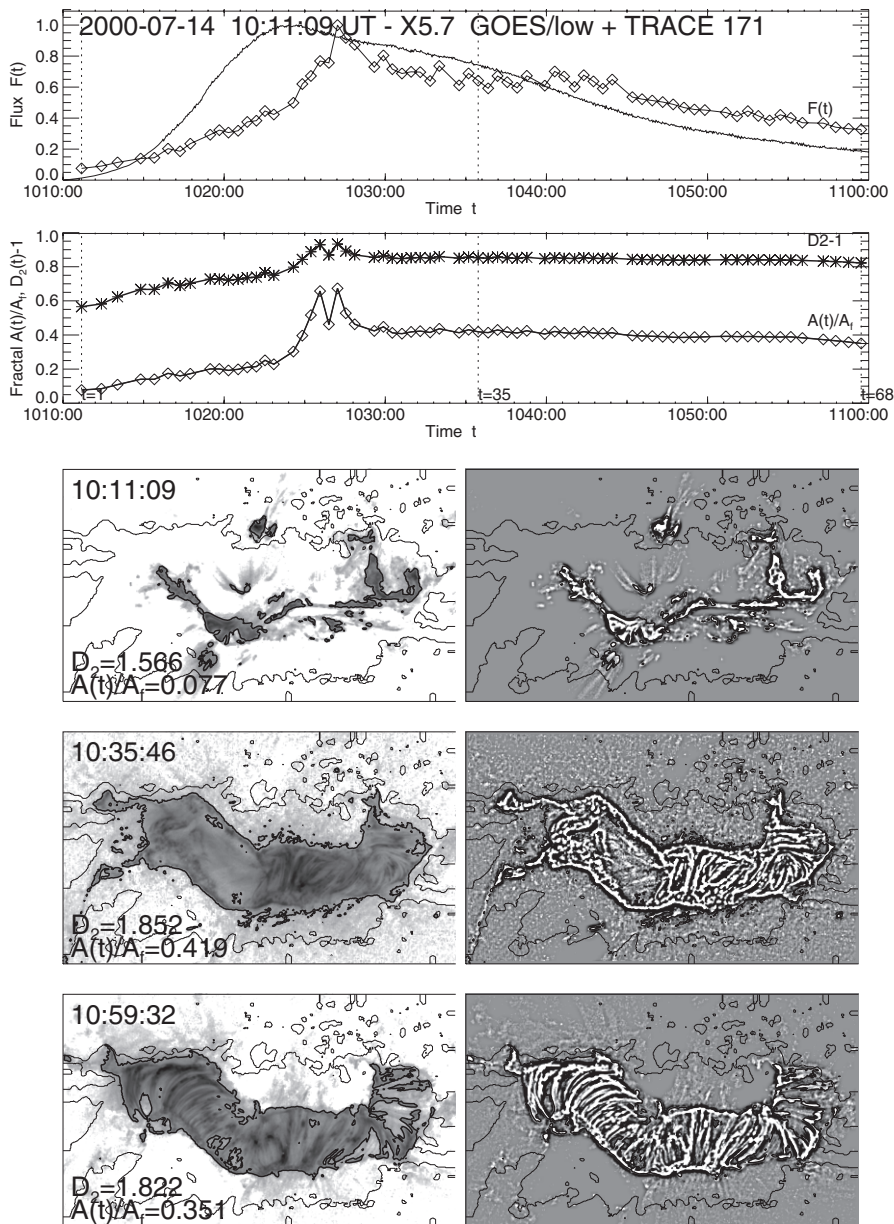 2000-07-14 10:11:09 UT - X5.7 GOES/low + TRACE 171
1.0
0.8
0.6
0.4
0.2
0.0
Flux F(t)
F(t)
1010:00 1020:00 1030:00 1040:00 1050:00 1100:00
Time t
1.0
0.8
0.6
0.4
0.2
0.0
Fractal A(t)/A_f, D_2(t)-1
D2-1
A(t)/A_f
t=1 t=35 t=68
1010:00 1020:00 1030:00 1040:00 1050:00 1100:00
Time t
10:11:09
D_2=1.566
A(t)/A_f=0.077
10:35:46
D_2=1.852
A(t)/A_f=0.419
10:59:32
D_2=1.822
A(t)/A_f=0.351